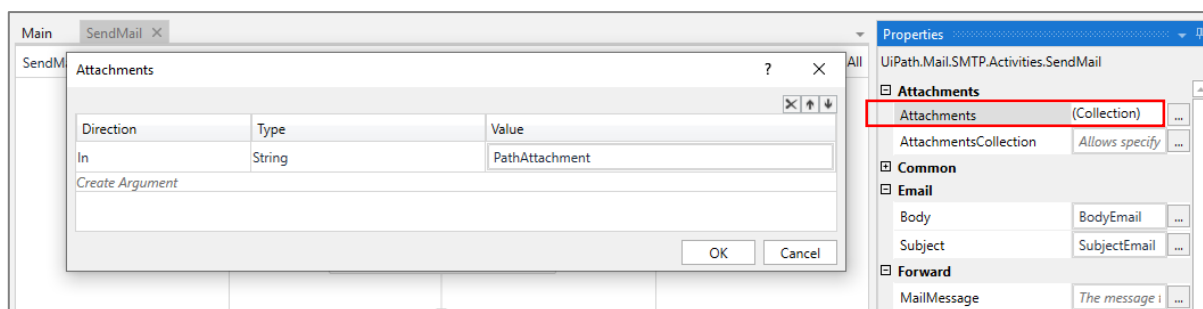 Main
SendMail
SendM
All
Attachments
?
Direction
Type
Value
In
String
PathAttachment
Create Argument
OK
Cancel
Properties
UiPath.Mail.SMTP.Activities.SendMail
Attachments
Attachments
(Collection)
...
AttachmentsCollection
Allows specify
...
Common
Email
Body
BodyEmail
...
Subject
SubjectEmail
...
Forward
MailMessage
The message
...